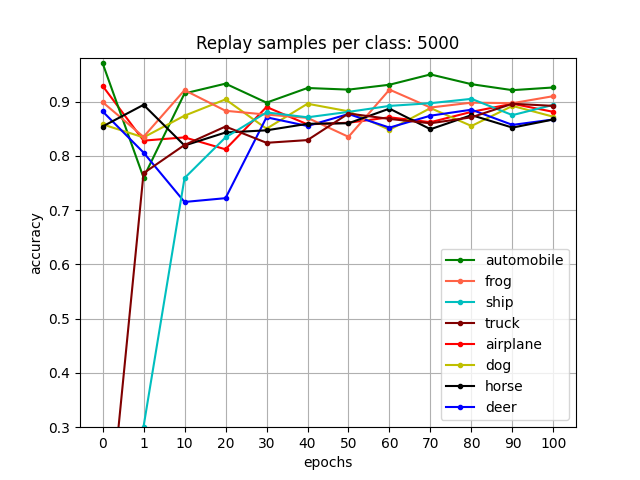 Replay samples per class: 5000
accuracy
0.9
0.8
0.7
0.6
0.5
0.4
0.3
automobile
frog
ship
truck
airplane
dog
horse
deer
0 1 10 20 30 40 50 60 70 80 90 100
epochs